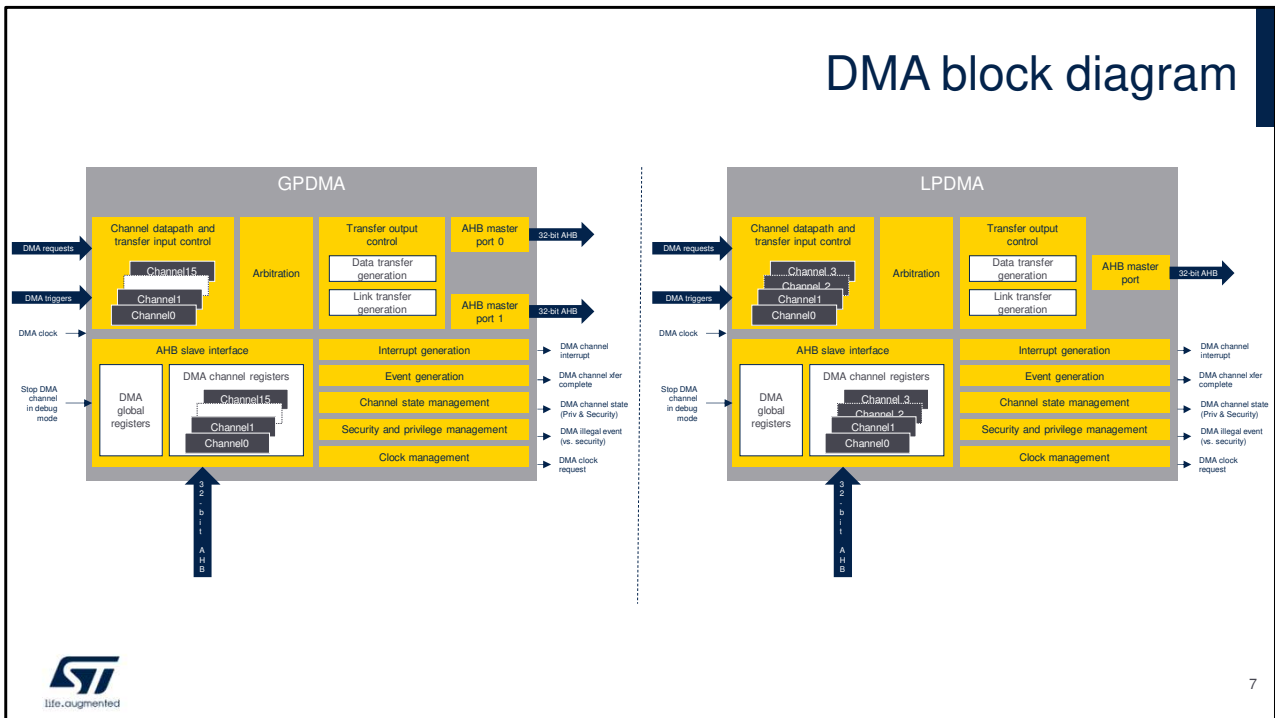 DMA block diagram
GPDMA
DMA requests
DMA triggers
DMA clock
Stop DMA
channel
in debug
mode
Channel datapath and
transfer input control
Channel15
Channel1
Channel0
Arbitration
Transfer output
control
Data transfer
generation
Link transfer
generation
AHB master
port 0
32-bit AHB
AHB master
port 1
32-bit AHB
AHB slave interface
DMA
global
registers
DMA channel registers
Channel15
Channel1
Channel0
Interrupt generation
Event generation
Channel state management
Security and privilege management
Clock management
DMA channel
interrupt
DMA channel xfer
complete
DMA channel state
(Priv & Security)
DMA illegal event
(vs. security)
DMA clock
request
32-bit AHB
LPDMA
DMA requests
DMA triggers
DMA clock
Stop DMA
channel
in debug
mode
Channel datapath and
transfer input control
Channel 3
Channel 2
Channel1
Channel0
Arbitration
Transfer output
control
Data transfer
generation
Link transfer
generation
AHB master
port
32-bit AHB
AHB slave interface
DMA
global
registers
DMA channel registers
Channel 3
Channel 2
Channel1
Channel0
Interrupt generation
Event generation
Channel state management
Security and privilege management
Clock management
DMA channel
interrupt
DMA channel xfer
complete
DMA channel state
(Priv & Security)
DMA illegal event
(vs. security)
DMA clock
request
32-bit AHB
ST
life.augmented
7